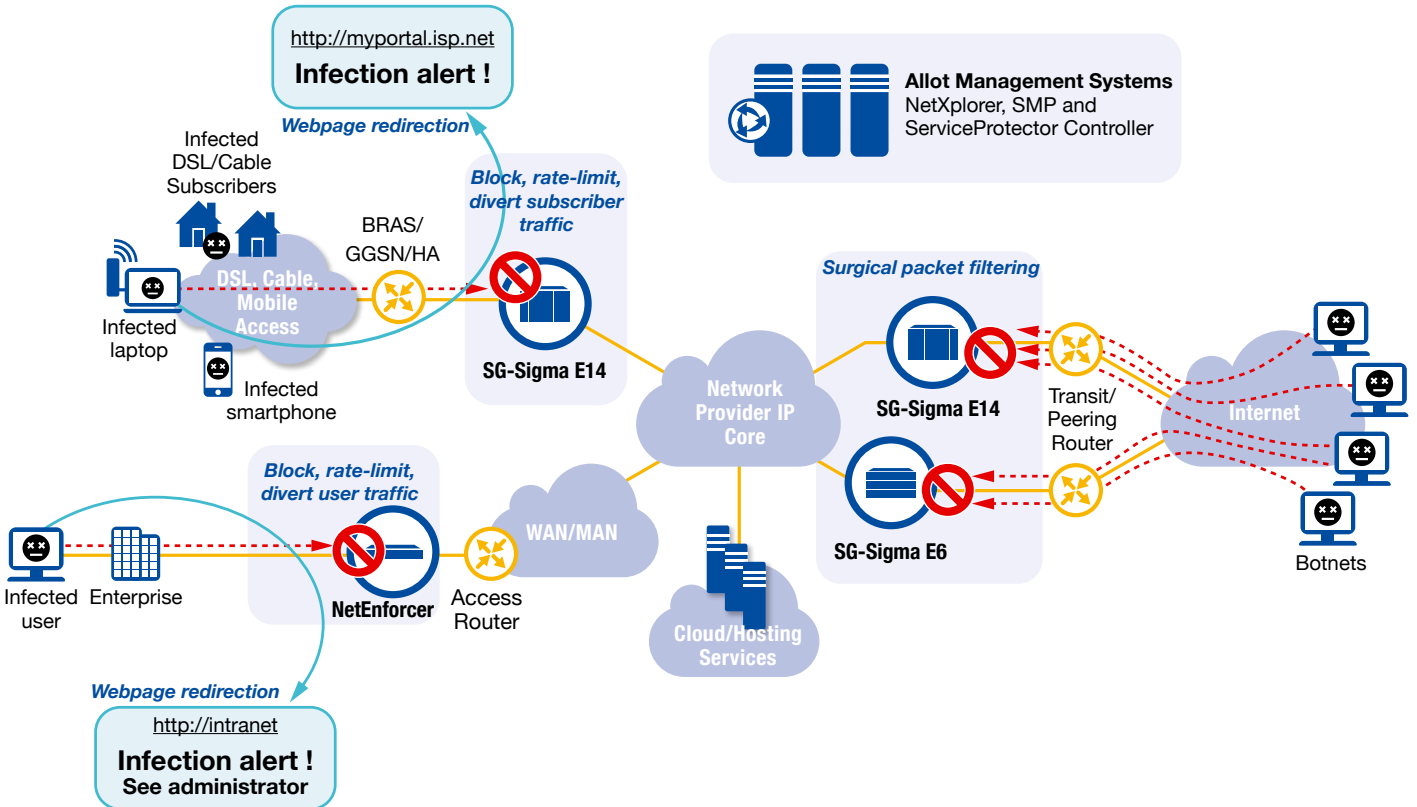 http://myportal.isp.net
Infection alert !
Webpage redirection
Allot Management Systems
NetXplorer, SMP and
ServiceProtector Controller
Infected
DSL/Cable
Subscribers
BRAS/
GGSN/HA
Block, rate-limit,
divert subscriber
traffic
DSL, Cable,
Mobile
Access
Infected
laptop
Infected
smartphone
SG-Sigma E14
Surgical packet filtering
SG-Sigma E14
Network
Provider IP
Core
Transit/
Peering
Router
Internet
SG-Sigma E6
Botnets
Block, rate-limit,
divert user traffic
WAN/MAN
Infected
user
Enterprise
NetEnforcer
Access
Router
Cloud/Hosting
Services
Webpage redirection
http://intranet
Infection alert !
See administrator